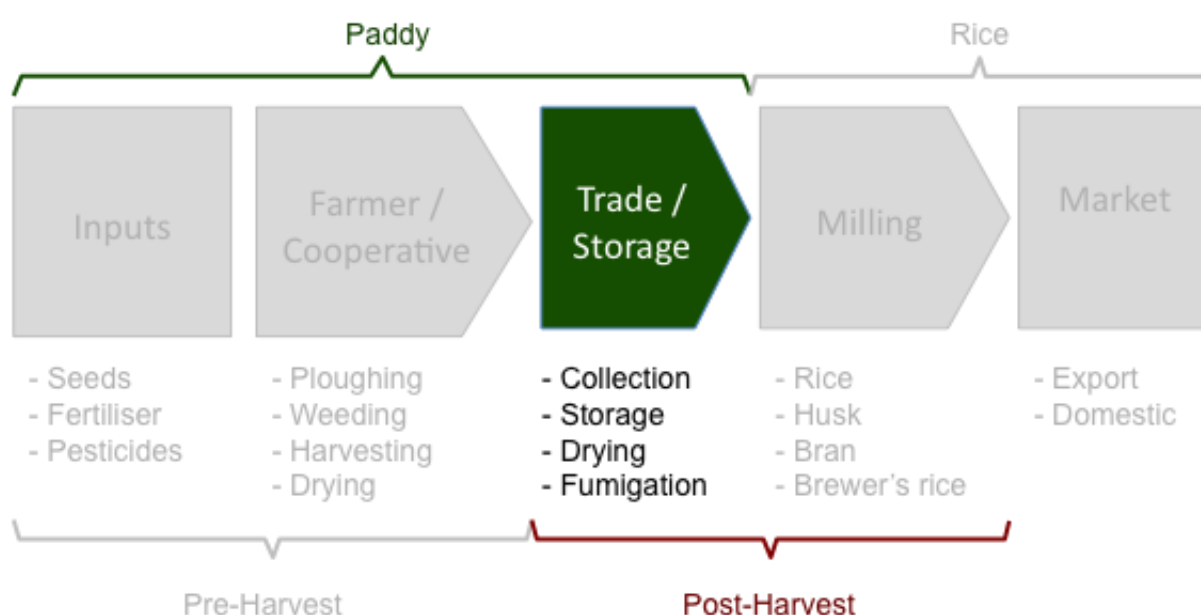 Paddy
Rice
Inputs
Farmer /
Cooperative
Trade /
Storage
Milling
Market
- Seeds
- Fertiliser
- Pesticides
- Ploughing
- Weeding
- Harvesting
- Drying
- Collection
- Storage
- Drying
- Fumigation
- Rice
- Husk
- Bran
- Brewer's rice
- Export
- Domestic
Pre-Harvest
Post-Harvest